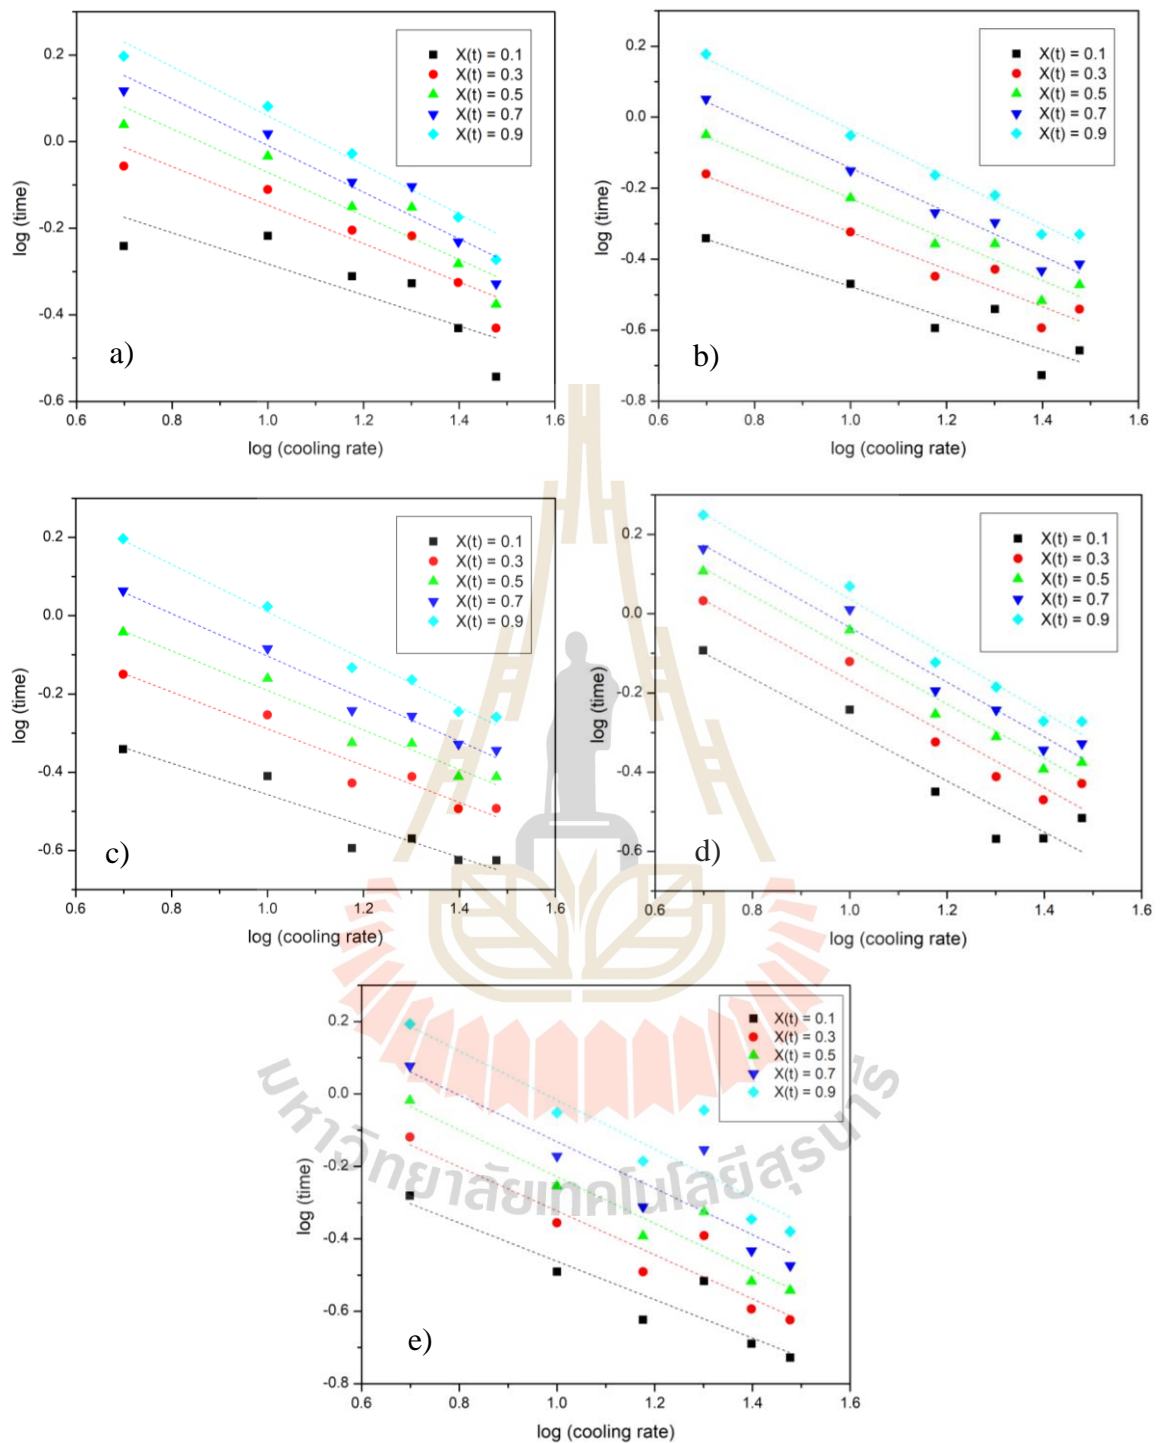 0.2
0.0
-0.2
-0.4
-0.6
log (time)
0.6 0.8 1.0 1.2 1.4 1.6
log (cooling rate)
X(t) = 0.1
X(t) = 0.3
X(t) = 0.5
X(t) = 0.7
X(t) = 0.9
a)
0.2
0.0
-0.2
-0.4
-0.6
-0.8
log (time)
0.6 0.8 1.0 1.2 1.4 1.6
log (cooling rate)
X(t) = 0.1
X(t) = 0.3
X(t) = 0.5
X(t) = 0.7
X(t) = 0.9
b)
0.2
0.0
-0.2
-0.4
-0.6
log (time)
0.6 0.8 1.0 1.2 1.4 1.6
log (cooling rate)
X(t) = 0.1
X(t) = 0.3
X(t) = 0.5
X(t) = 0.7
X(t) = 0.9
c)
0.2
0.0
-0.2
-0.4
-0.6
log (time)
0.6 0.8 1.0 1.2 1.4 1.6
log (cooling rate)
X(t) = 0.1
X(t) = 0.3
X(t) = 0.5
X(t) = 0.7
X(t) = 0.9
d)
0.2
0.0
-0.2
-0.4
-0.6
-0.8
log (time)
0.6 0.8 1.0 1.2 1.4 1.6
log (cooling rate)
X(t) = 0.1
X(t) = 0.3
X(t) = 0.5
X(t) = 0.7
X(t) = 0.9
e)
มหาวิทยาลัยเทคโนโลยีสุรนารี